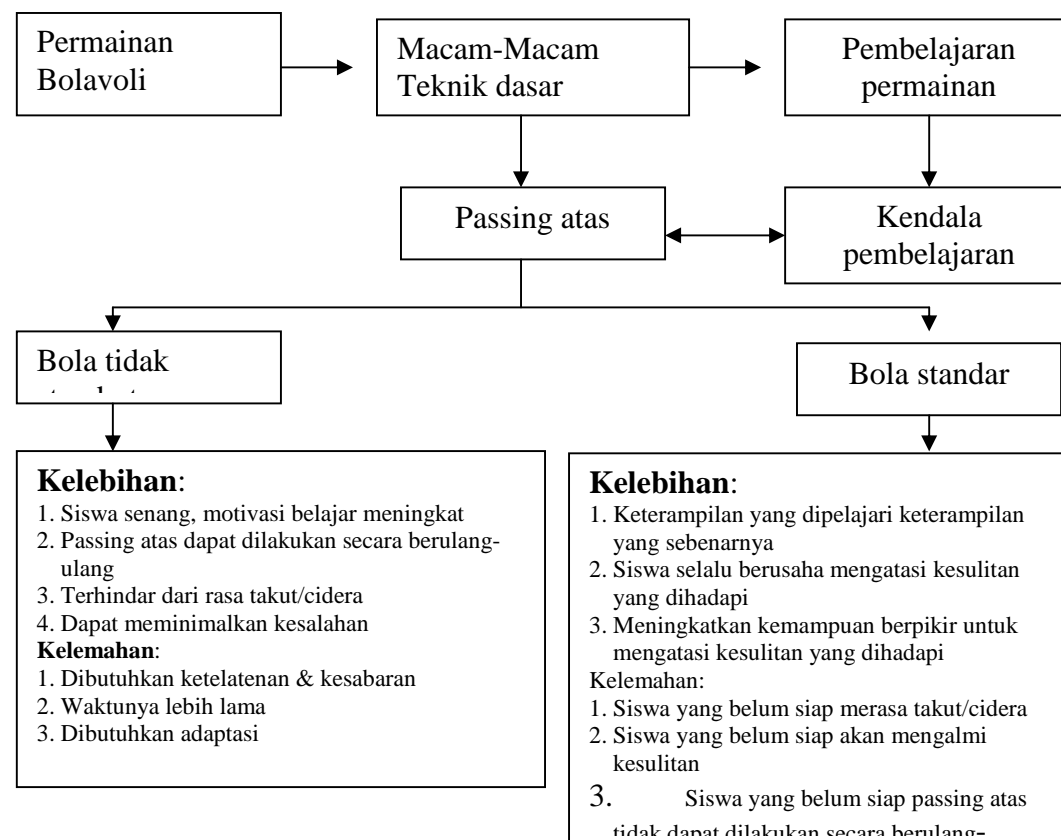 Permainan
Bolavoli
Macam-Macam
Teknik dasar
Pembelajaran
permainan
Passing atas
Kendala
pembelajaran
Bola tidak
Bola standar
Kelebihan:
1. Siswa senang, motivasi belajar meningkat
2. Passing atas dapat dilakukan secara berulang-
ulang
3. Terhindar dari rasa takut/cidera
4. Dapat meminimalkan kesalahan
Kelemahan:
1. Dibutuhkan ketelatenan & kesabaran
2. Waktunya lebih lama
3. Dibutuhkan adaptasi
Kelebihan:
1. Keterampilan yang dipelajari keterampilan
yang sebenarnya
2. Siswa selalu berusaha mengatasi kesulitan
yang dihadapi
3. Meningkatkan kemampuan berpikir untuk
mengatasi kesulitan yang dihadapi
Kelemahan:
1. Siswa yang belum siap merasa takut/cidera
2. Siswa yang belum siap akan mengalmi
kesulitan
3. Siswa yang belum siap passing atas
tidak dapat dilakukan secara berulang-